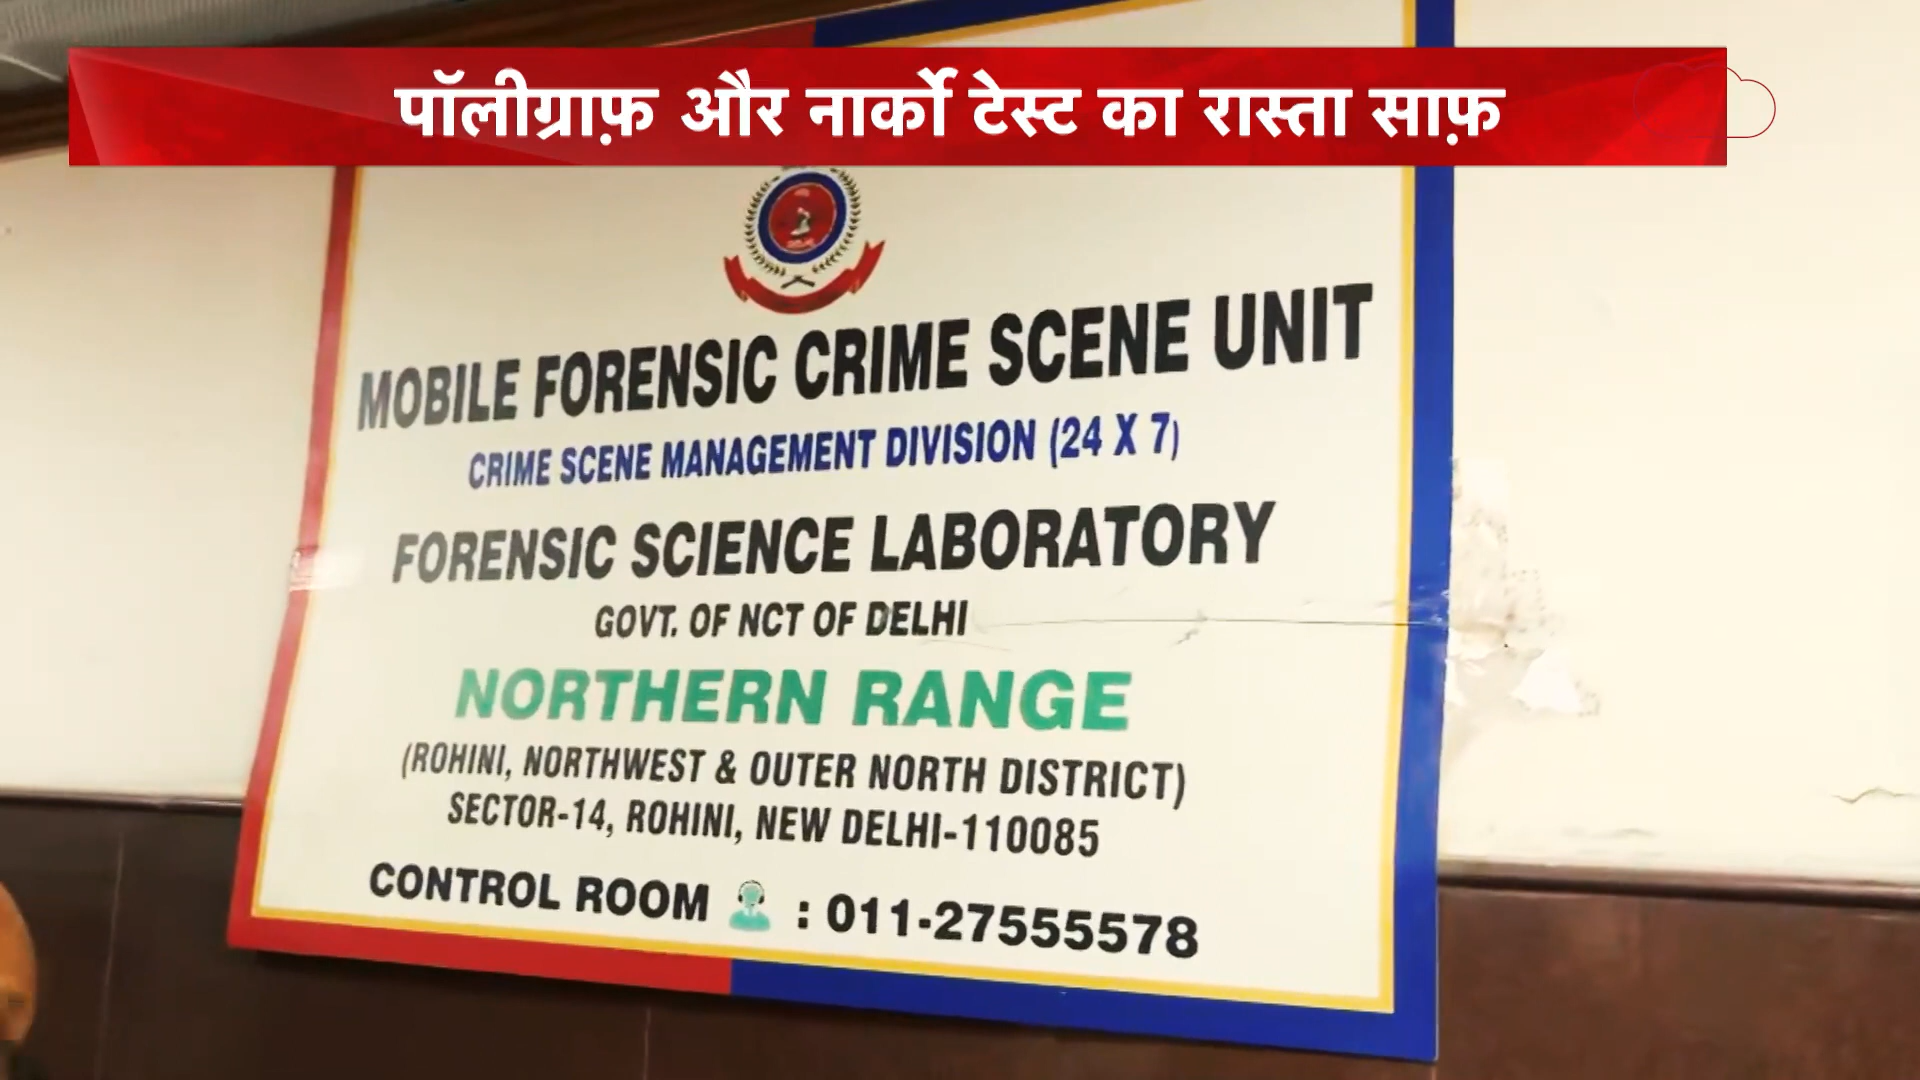 पॉलीग्राफ़ और नार्को टेस्ट का रास्ता साफ़
MOBILE FORENSIC CRIME SCENE UNIT
CRIME SCENE MANAGEMENT DIVISION (24 X 7)
FORENSIC SCIENCE LABORATORY
GOVT. OF NCT OF DELHI
NORTHERN RANGE
(ROHINI, NORTHWEST & OUTER NORTH DISTRICT)
SECTOR-14, ROHINI, NEW DELHI-110085
CONTROL ROOM : 011-27555578